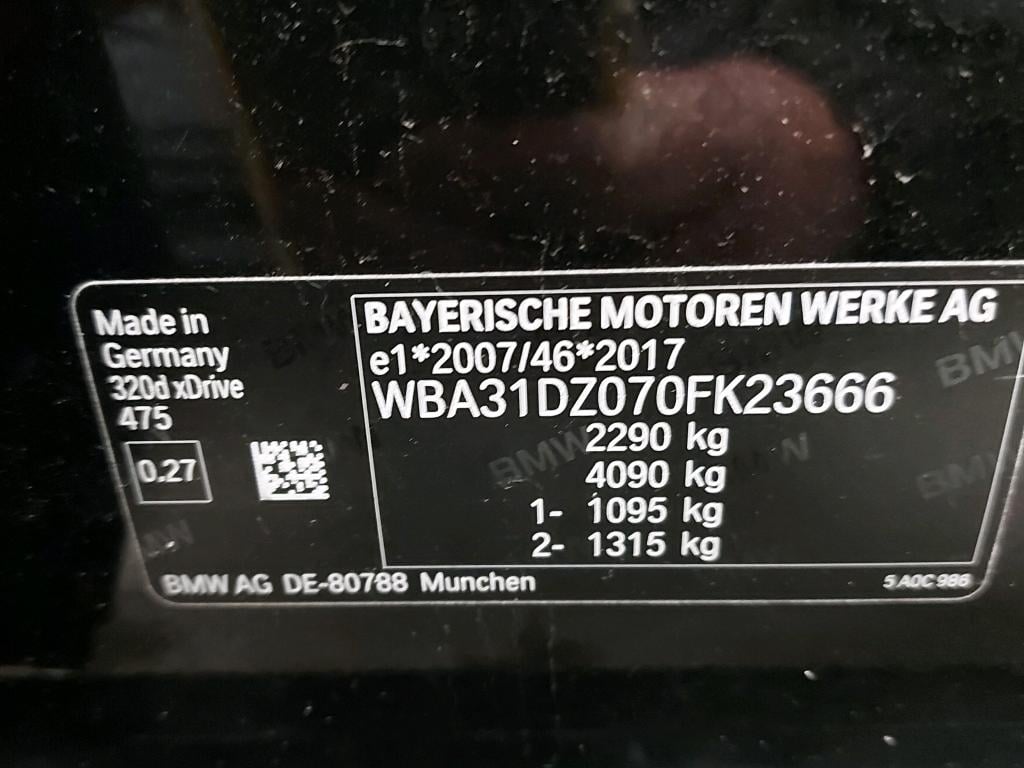 Made in
Germany
320d xDrive
475
0.27
BAYERISCHE MOTOREN WERKE AG
e1*2007/46*2017
WBA31DZ070FK23666
2290 kg
4090 kg
1- 1095 kg
2- 1315 kg
BMW AG DE-80788 Munchen
5 A0C 986